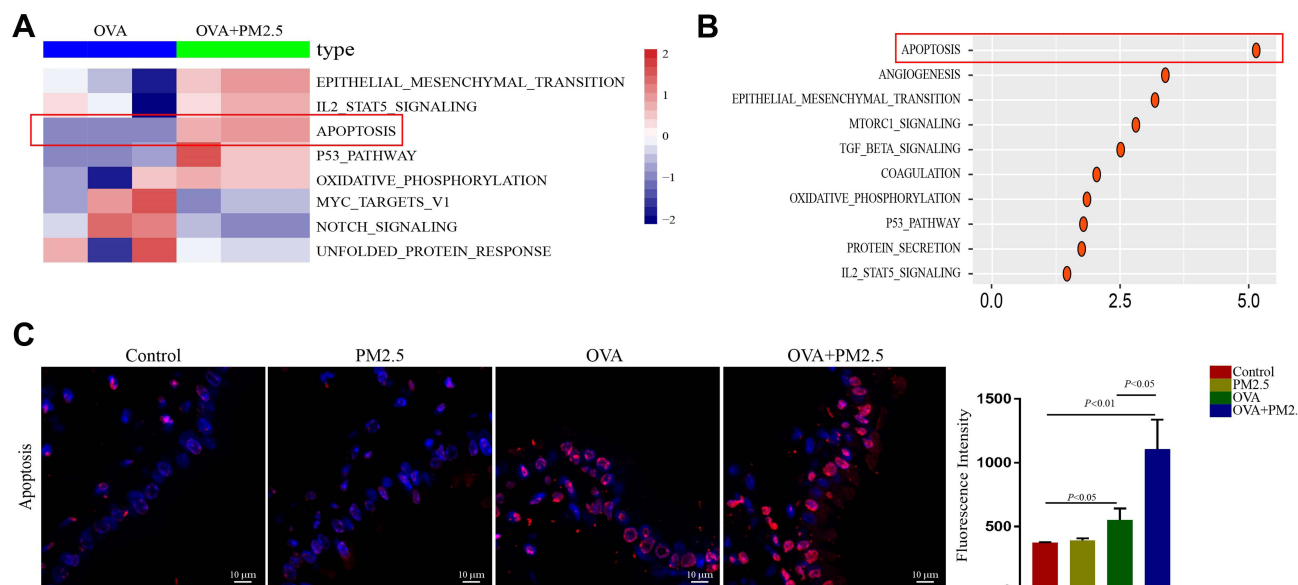 A
OVA
OVA+PM2.5
type
EPITHELIAL_MESENCHYMAL_TRANSITION
IL2_STAT5_SIGNALING
APOPTOSIS
P53_PATHWAY
OXIDATIVE_PHOSPHORYLATION
MYC_TARGETS_V1
NOTCH_SIGNALING
UNFOLDED_PROTEIN_RESPONSE
2
1
0
−1
−2
B
APOPTOSIS
ANGIOGENESIS
EPITHELIAL_MESENCHYMAL_TRANSITION
MTORC1_SIGNALING
TGF_BETA_SIGNALING
COAGULATION
OXIDATIVE_PHOSPHORYLATION
P53_PATHWAY
PROTEIN_SECRETION
IL2_STAT5_SIGNALING
0.0 2.5 5.0
C
Control
PM2.5
OVA
OVA+PM2.5
Apoptosis
10 μm
10 μm
10 μm
10 μm
Fluorescence Intensity
1500
1000
500
P<0.05
P<0.01
P<0.05
Control
PM2.5
OVA
OVA+PM2.